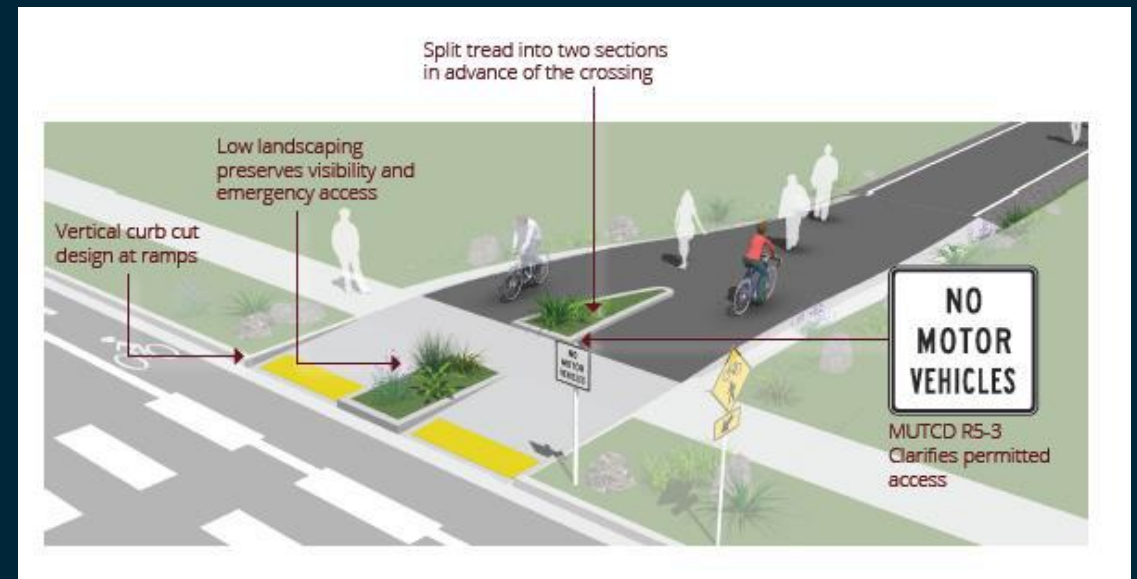 Split tread into two sections
in advance of the crossing
Low landscaping
preserves visibility and
emergency access
Vertical curb cut
design at ramps
NO
MOTOR
VEHICLES
NO
MOTOR
VEHICLES
MUTCD R5-3
Clarifies permitted
access